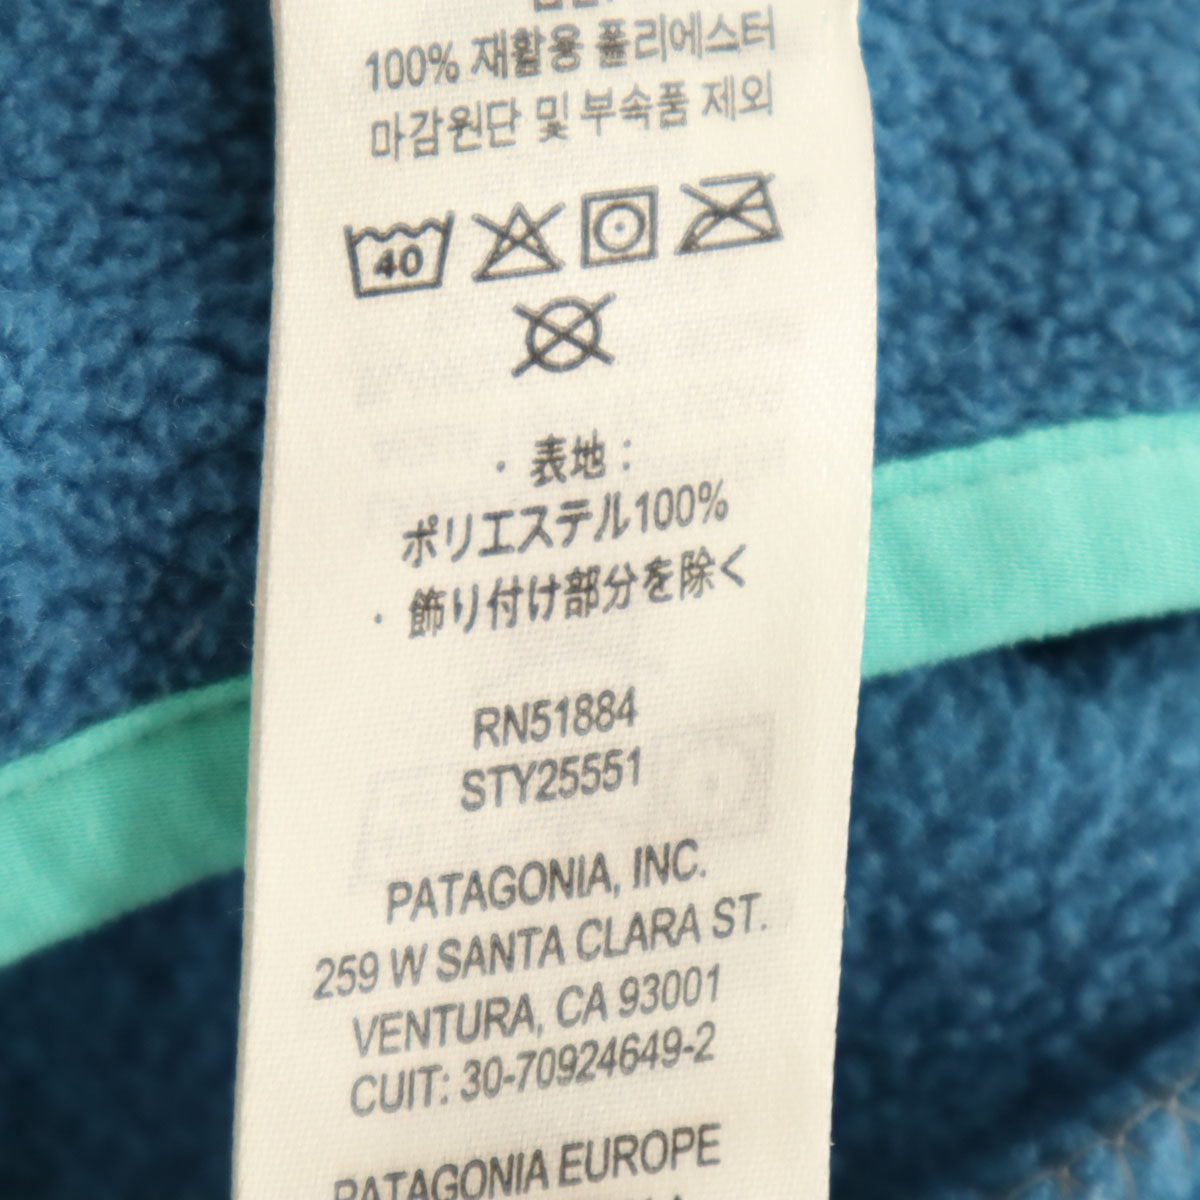 100% 재활용 폴리에스터
마감원단 및 부속품 제외
40
・表地：
ポリエステル100%
・飾り付け部分を除く
RN51884
STY25551
PATAGONIA, INC.
259 W SANTA CLARA ST.
VENTURA, CA 93001
CUIT: 30-70924649-2
PATAGONIA EUROPE